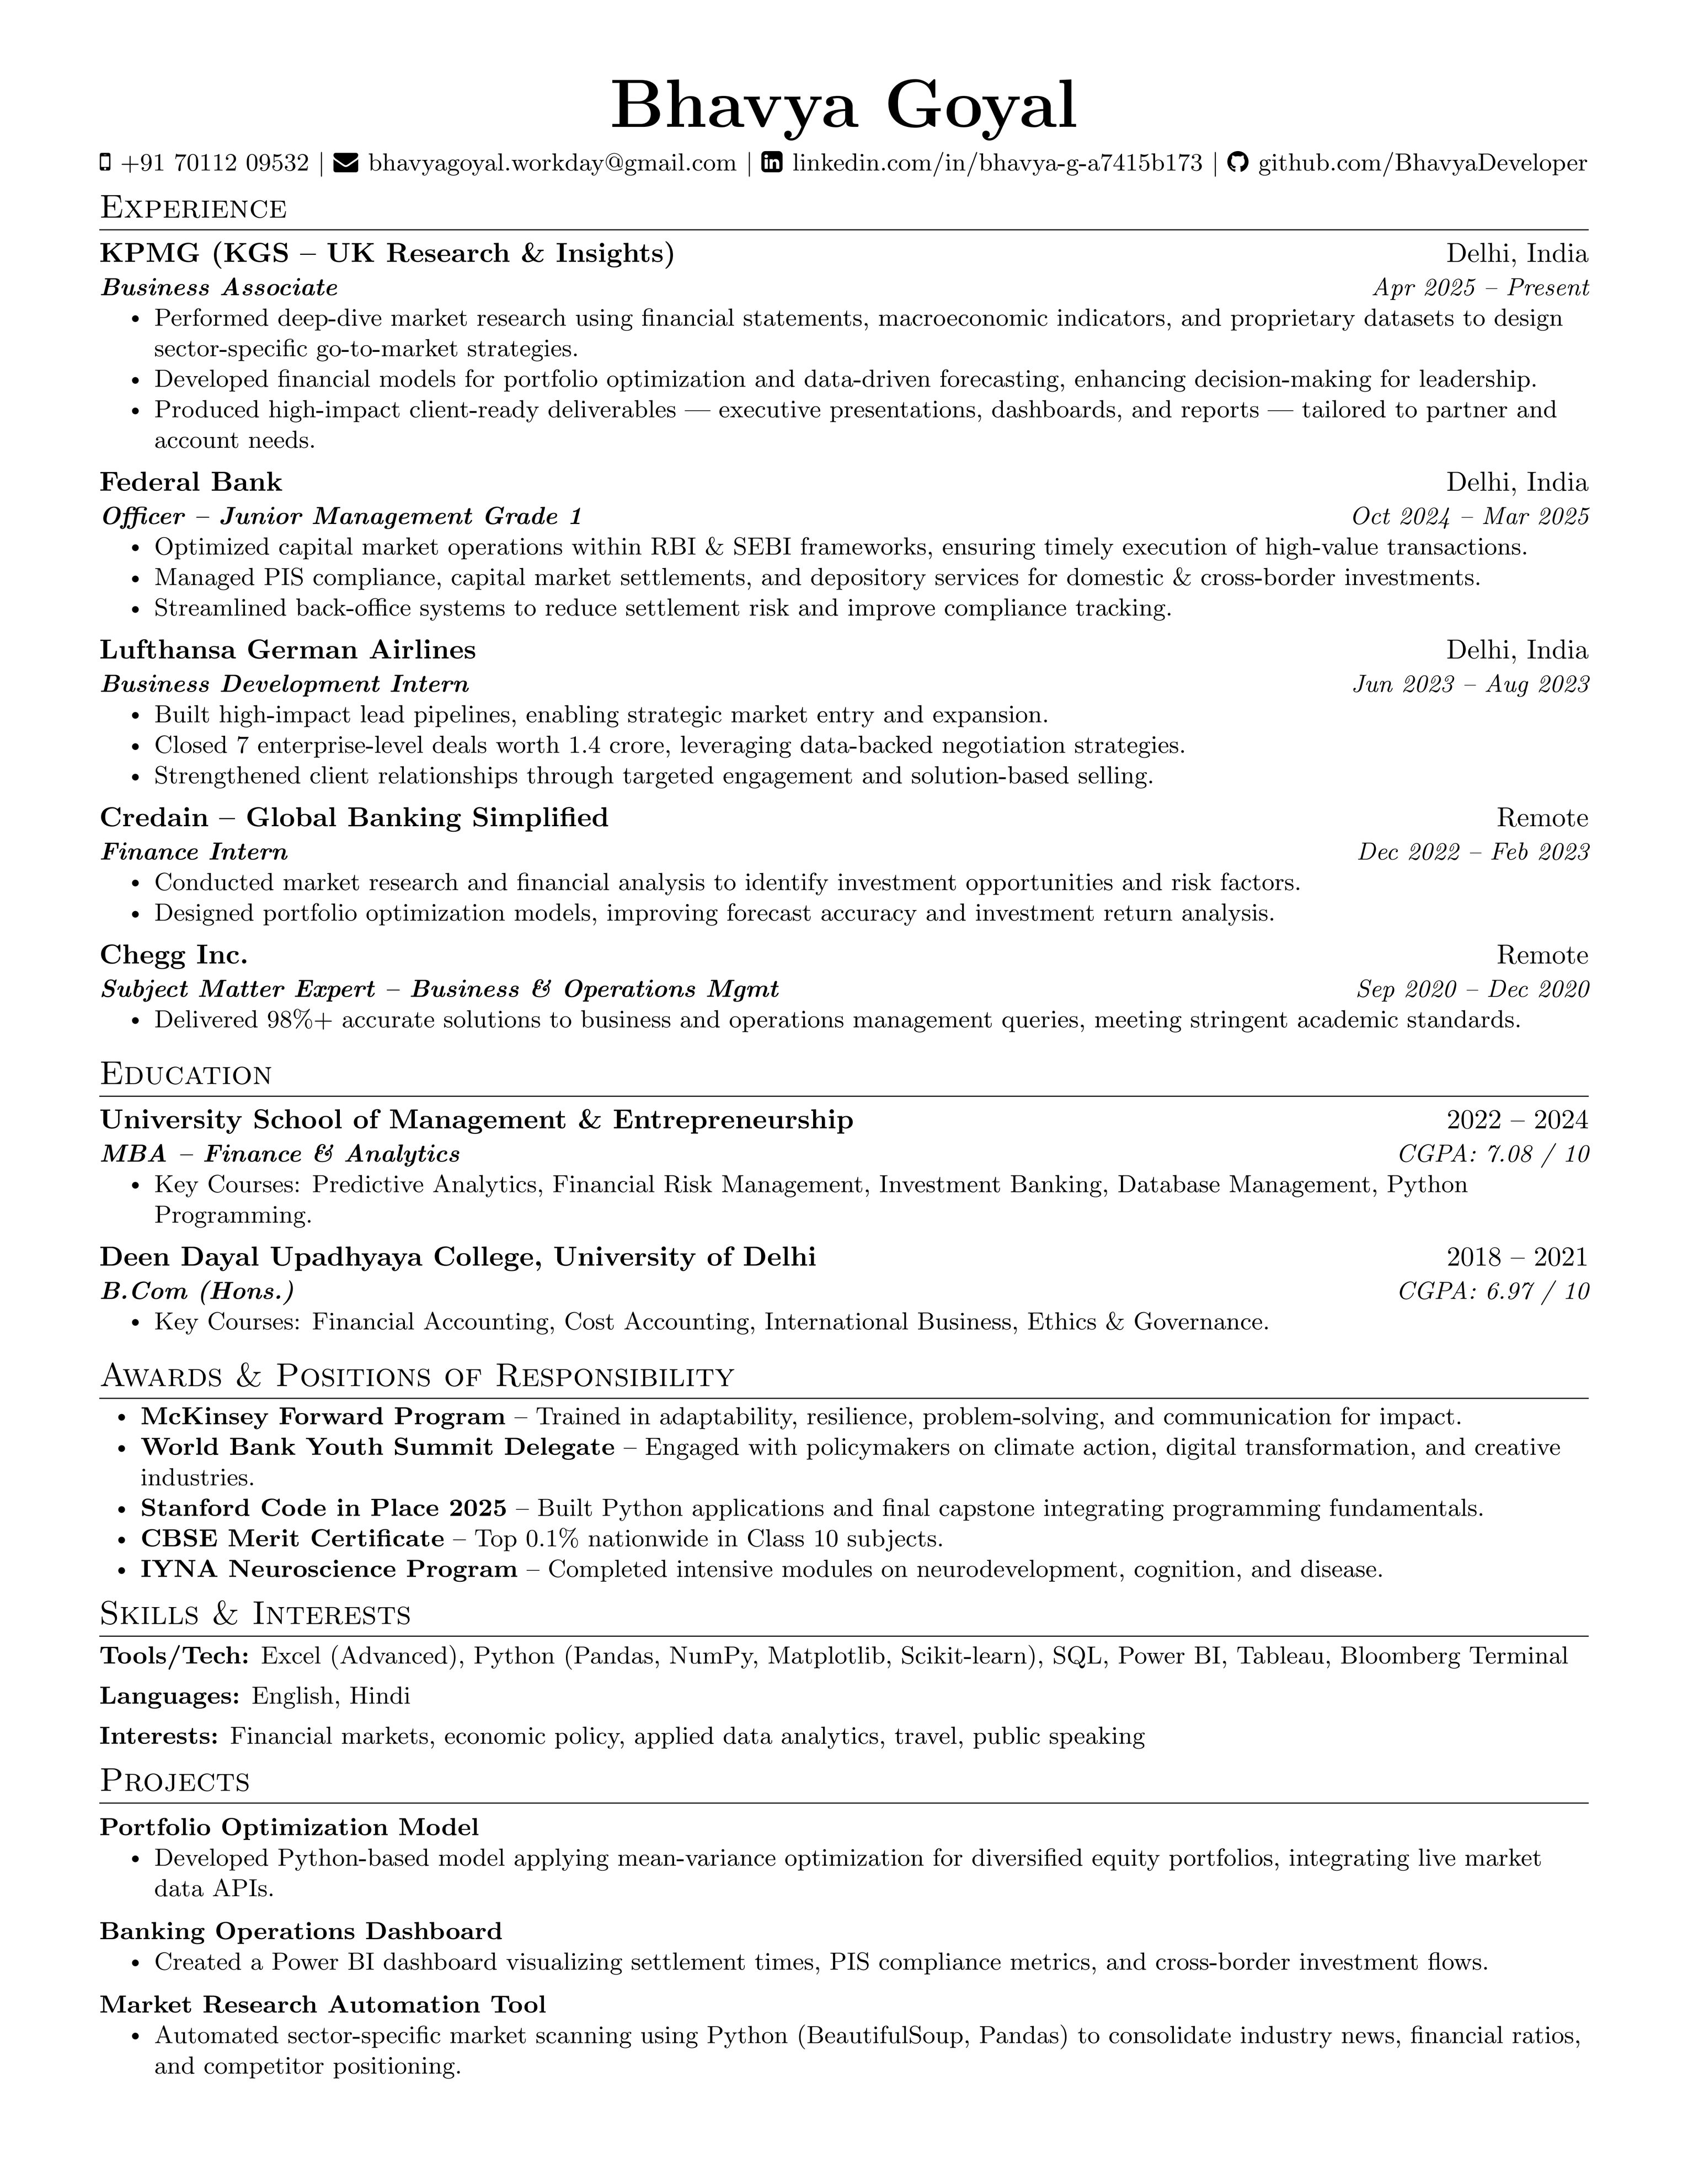 Bhavya Goyal
+91 70112 09532 | bhavyagoyal.workday@gmail.com | linkedin.com/in/bhavya-g-a7415b173 | github.com/BhavyaDeveloper
Experience
KPMG (KGS – UK Research & Insights) Delhi, India
Business Associate Apr 2025 – Present
• Performed deep-dive market research using financial statements, macroeconomic indicators, and proprietary datasets to design
sector-specific go-to-market strategies.
• Developed financial models for portfolio optimization and data-driven forecasting, enhancing decision-making for leadership.
• Produced high-impact client-ready deliverables — executive presentations, dashboards, and reports — tailored to partner and
account needs.
Federal Bank Delhi, India
Officer – Junior Management Grade 1 Oct 2024 – Mar 2025
• Optimized capital market operations within RBI & SEBI frameworks, ensuring timely execution of high-value transactions.
• Managed PIS compliance, capital market settlements, and depository services for domestic & cross-border investments.
• Streamlined back-office systems to reduce settlement risk and improve compliance tracking.
Lufthansa German Airlines Delhi, India
Business Development Intern Jun 2023 – Aug 2023
• Built high-impact lead pipelines, enabling strategic market entry and expansion.
• Closed 7 enterprise-level deals worth 1.4 crore, leveraging data-backed negotiation strategies.
• Strengthened client relationships through targeted engagement and solution-based selling.
Credain – Global Banking Simplified Remote
Finance Intern Dec 2022 – Feb 2023
• Conducted market research and financial analysis to identify investment opportunities and risk factors.
• Designed portfolio optimization models, improving forecast accuracy and investment return analysis.
Chegg Inc. Remote
Subject Matter Expert – Business & Operations Mgmt Sep 2020 – Dec 2020
• Delivered 98%+ accurate solutions to business and operations management queries, meeting stringent academic standards.
Education
University School of Management & Entrepreneurship 2022 – 2024
MBA – Finance & Analytics CGPA: 7.08 / 10
• Key Courses: Predictive Analytics, Financial Risk Management, Investment Banking, Database Management, Python
Programming.
Deen Dayal Upadhyaya College, University of Delhi 2018 – 2021
B.Com (Hons.) CGPA: 6.97 / 10
• Key Courses: Financial Accounting, Cost Accounting, International Business, Ethics & Governance.
Awards & Positions of Responsibility
• McKinsey Forward Program – Trained in adaptability, resilience, problem-solving, and communication for impact.
• World Bank Youth Summit Delegate – Engaged with policymakers on climate action, digital transformation, and creative
industries.
• Stanford Code in Place 2025 – Built Python applications and final capstone integrating programming fundamentals.
• CBSE Merit Certificate – Top 0.1% nationwide in Class 10 subjects.
• IYNA Neuroscience Program – Completed intensive modules on neurodevelopment, cognition, and disease.
Skills & Interests
Tools/Tech: Excel (Advanced), Python (Pandas, NumPy, Matplotlib, Scikit-learn), SQL, Power BI, Tableau, Bloomberg Terminal
Languages: English, Hindi
Interests: Financial markets, economic policy, applied data analytics, travel, public speaking
Projects
Portfolio Optimization Model
• Developed Python-based model applying mean-variance optimization for diversified equity portfolios, integrating live market
data APIs.
Banking Operations Dashboard
• Created a Power BI dashboard visualizing settlement times, PIS compliance metrics, and cross-border investment flows.
Market Research Automation Tool
• Automated sector-specific market scanning using Python (BeautifulSoup, Pandas) to consolidate industry news, financial ratios,
and competitor positioning.